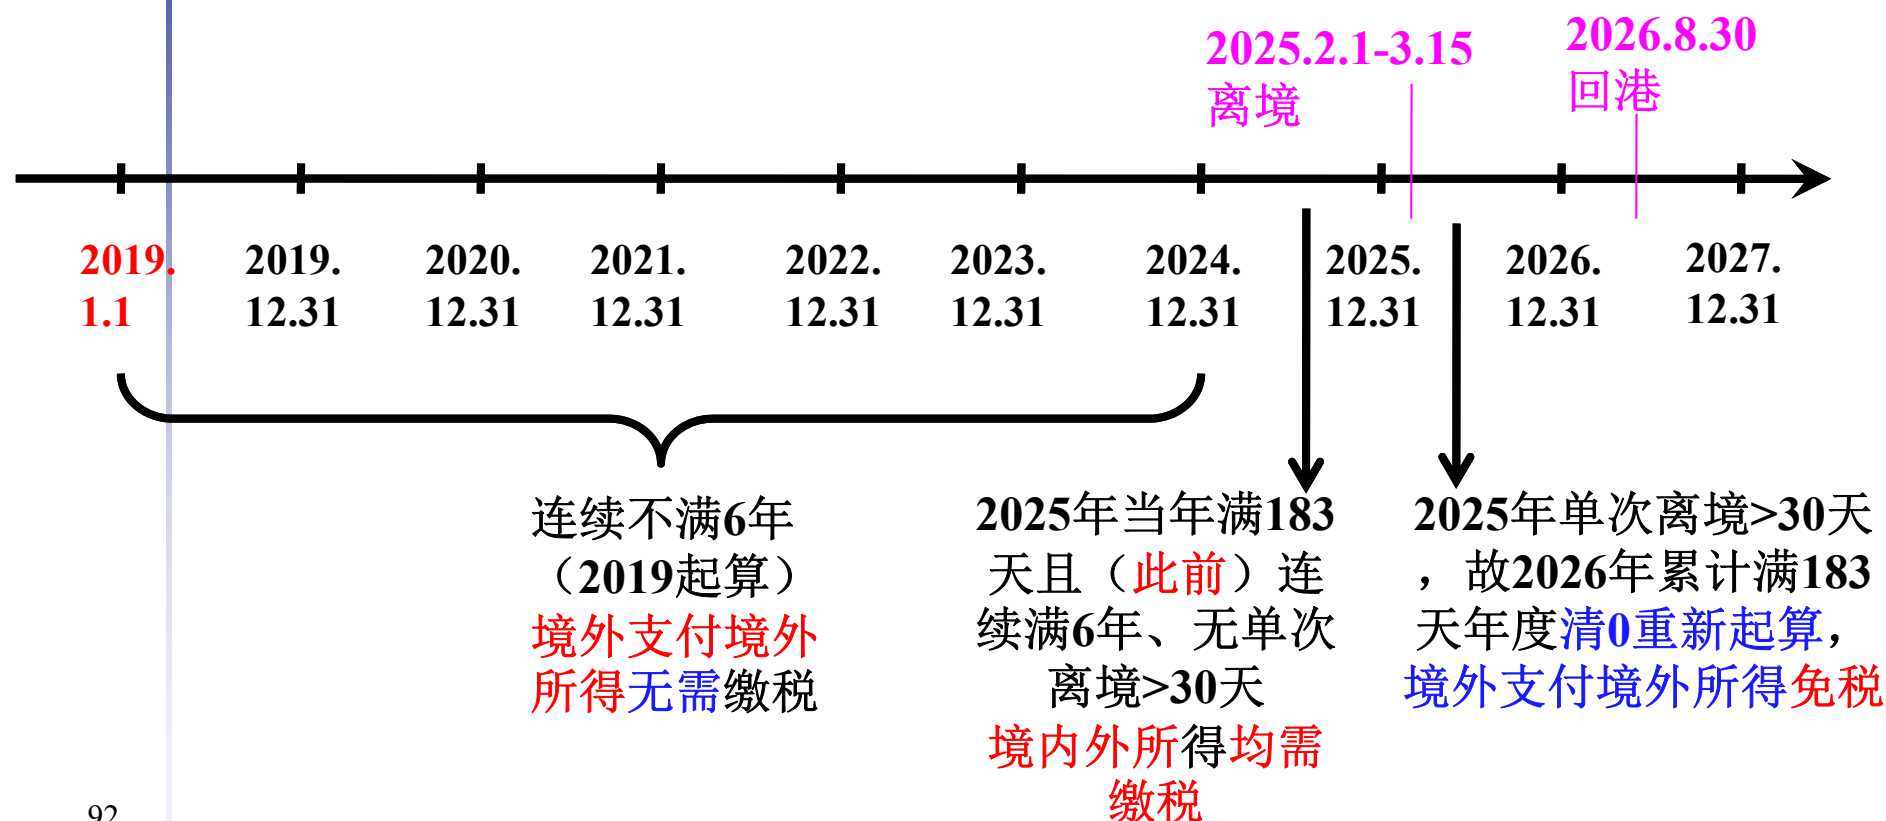 2025.2.1-3.15
离境
2026.8.30
回港
2019.
1.1
2019.
12.31
2020.
12.31
2021.
12.31
2022.
12.31
2023.
12.31
2024.
12.31
2025.
12.31
2026.
12.31
2027.
12.31
连续不满6年
（2019起算）
境外支付境外
所得无需缴税
2025年当年满183
天且（此前）连
续满6年、无单次
离境>30天
境内外所得均需
缴税
2025年单次离境>30天
，故2026年累计满183
天年度清0重新起算，
境外支付境外所得免税
92